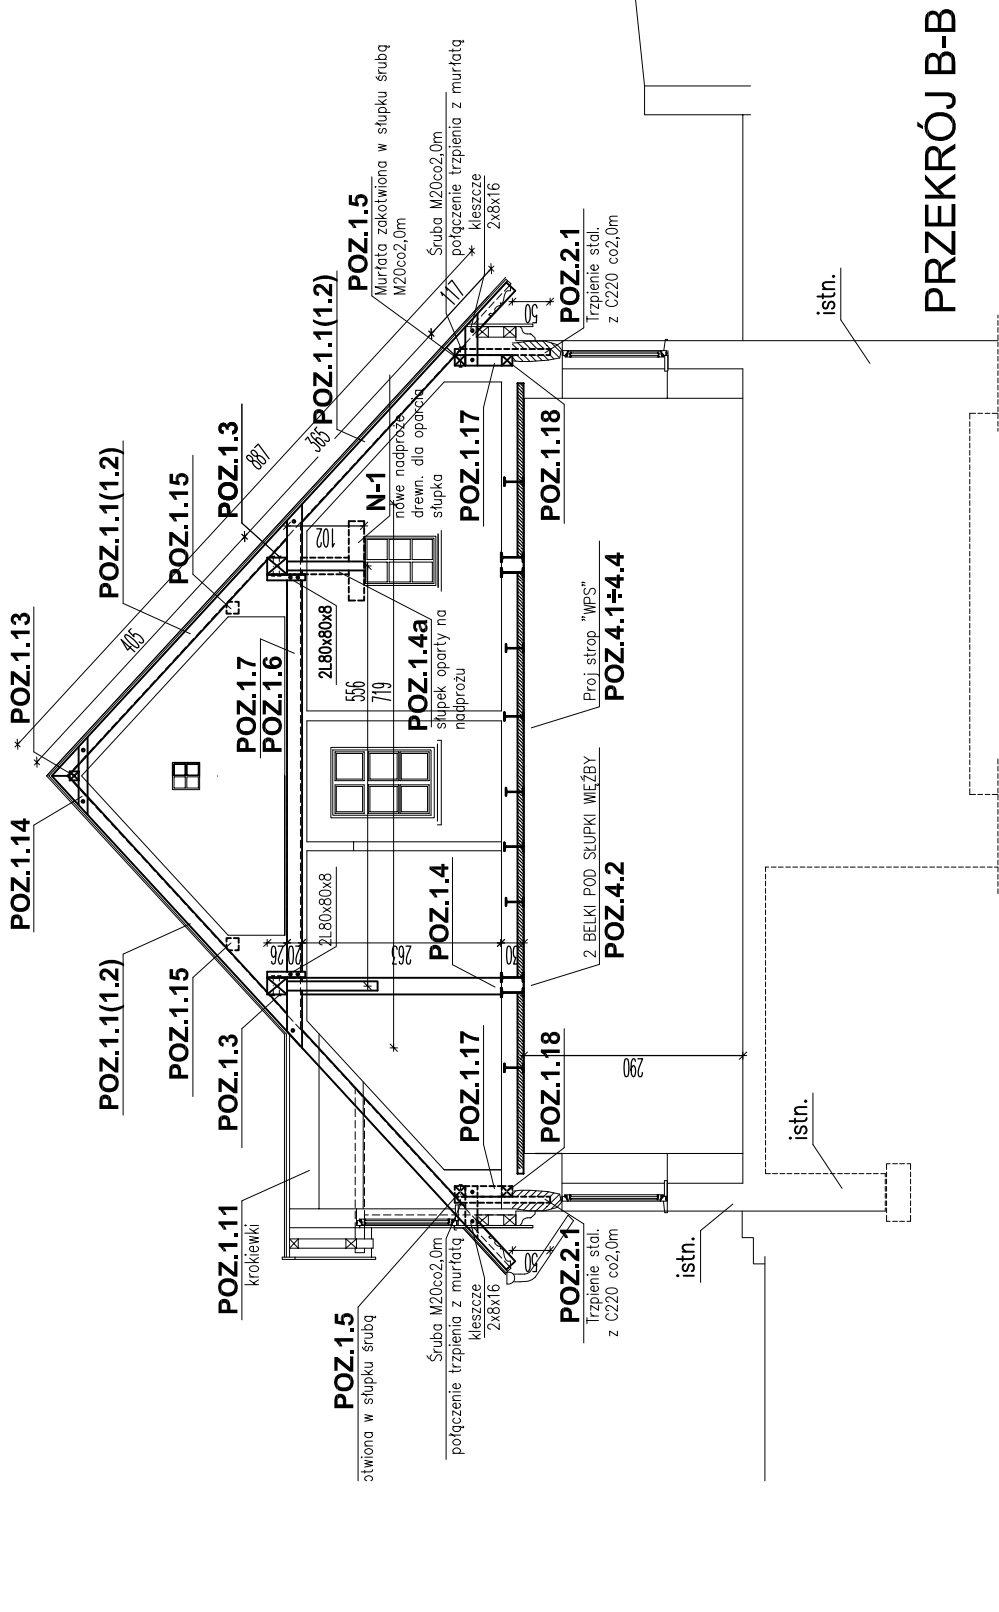 POZ.1.14
POZ.1.13
POZ.1.1(1.2)
POZ.1.1(1.2)
405
887
POZ.1.15
POZ.1.15
POZ.1.3
POZ.1.3
POZ.1.11
krokiewki
POZ.1.7
POZ.1.6
365
POZ.1.1(1.2)
117
26
20
2L80x80x8
2L80x80x8
102
POZ.1.5
otwiona w słupku śrubą
POZ.1.5
Murłata zakotwiona w słupku śrubą
M20co2,0m
556
719
N-1
nowe nadproże
drewn. dla oparcia
słupka
263
POZ.1.4a
słupek oparty na
nadprożu
POZ.1.4
Śruba M20co2,0m
połączenie trzpienia z murłatą
kleszcze
2x8x16
Śruba M20co2,0m
połączenie trzpienia z murłatą
kleszcze
2x8x16
POZ.1.17
POZ.1.17
30
50
50
POZ.1.18
POZ.1.18
POZ.2.1
Trzpienie stal.
z C220 co2,0m
POZ.2.1
Trzpienie stal.
z C220 co2,0m
2 BELKI POD SŁUPKI WIĘŹBY
POZ.4.2
Proj strop "WPS"
POZ.4.1÷4.4
290
istn.
istn.
istn.
PRZEKRÓJ B-B